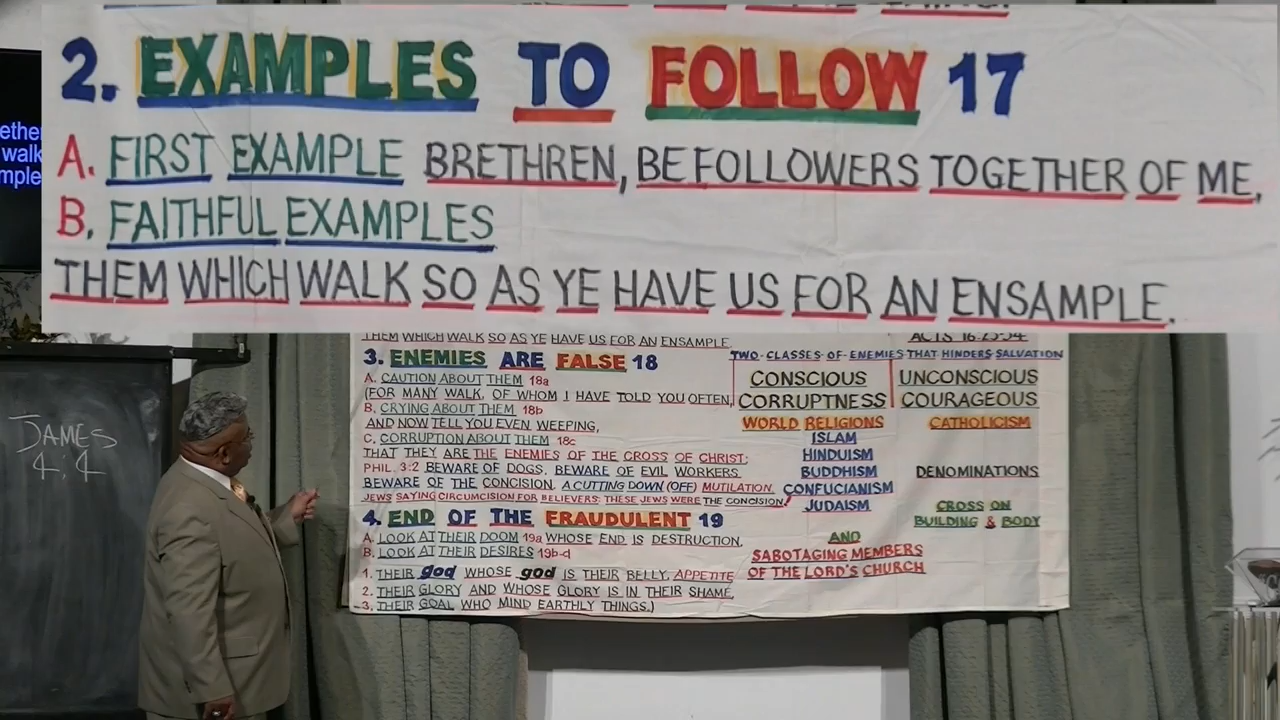 2. EXAMPLES TO FOLLOW 17
A. FIRST EXAMPLE BRETHREN, BE FOLLOWERS TOGETHER OF ME,
B. FAITHFUL EXAMPLES
THEM WHICH WALK SO AS YE HAVE US FOR AN ENSAMPLE.
walk
THEM WHICH WALK SO AS YE HAVE US FOR AN ENSAMPLE.
3. ENEMIES ARE FALSE 18
A. CAUTION ABOUT THEM 18a
(FOR MANY WALK, OF WHOM I HAVE TOLD YOU OFTEN,
B. CRYING ABOUT THEM 18b
AND NOW TELL YOU EVEN WEEPING,
C. CORRUPTION ABOUT THEM 18c
THAT THEY ARE THE ENEMIES OF THE CROSS OF CHRIST:
PHIL. 3:2 BEWARE OF DOGS, BEWARE OF EVIL WORKERS,
BEWARE OF THE CONCISION. A CUTTING DOWN (OFF) MUTILATION.
JEWS SAYING CIRCUMCISION FOR BELIEVERS: THESE JEWS WERE THE CONCISION!
4. END OF THE FRAUDULENT 19
A. LOOK AT THEIR DOOM 19a WHOSE END IS DESTRUCTION,
B. LOOK AT THEIR DESIRES 19b-d
1. THEIR god WHOSE god IS THEIR BELLY, APPETITE
2. THEIR GLORY AND WHOSE GLORY IS IN THEIR SHAME,
3. THEIR GOAL WHO MIND EARTHLY THINGS.)
TWO CLASSES OF ENEMIES THAT HINDERS SALVATION
CONSCIOUS
CORRUPTNESS
WORLD RELIGIONS
ISLAM
HINDUISM
BUDDHISM
CONFUCIANISM
JUDAISM
AND
SABOTAGING MEMBERS
OF THE LORD'S CHURCH
UNCONSCIOUS
COURAGEOUS
CATHOLICISM
DENOMINATIONS
CROSS ON
BUILDING & BODY
JAMES
4:4